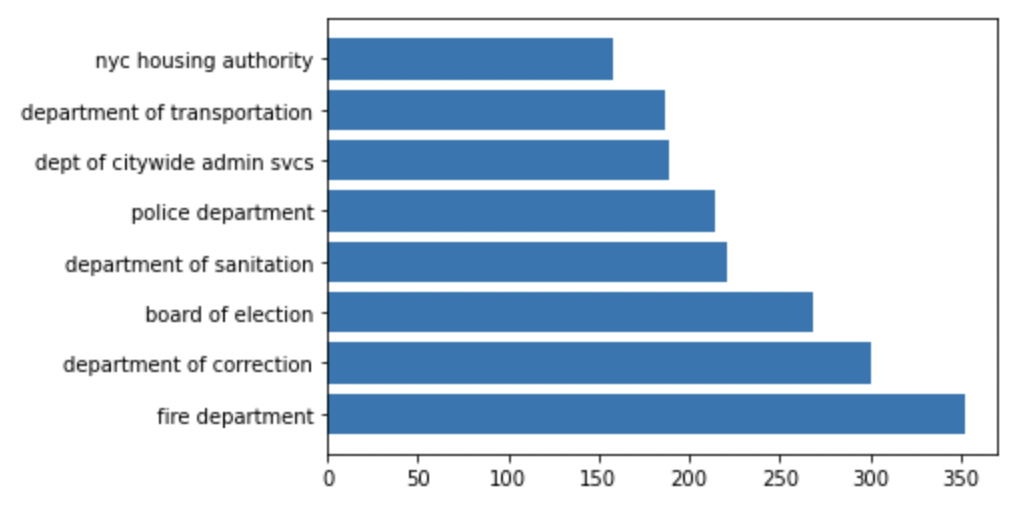 nyc housing authority
department of transportation
dept of citywide admin svcs
police department
department of sanitation
board of election
department of correction
fire department
0 50 100 150 200 250 300 350